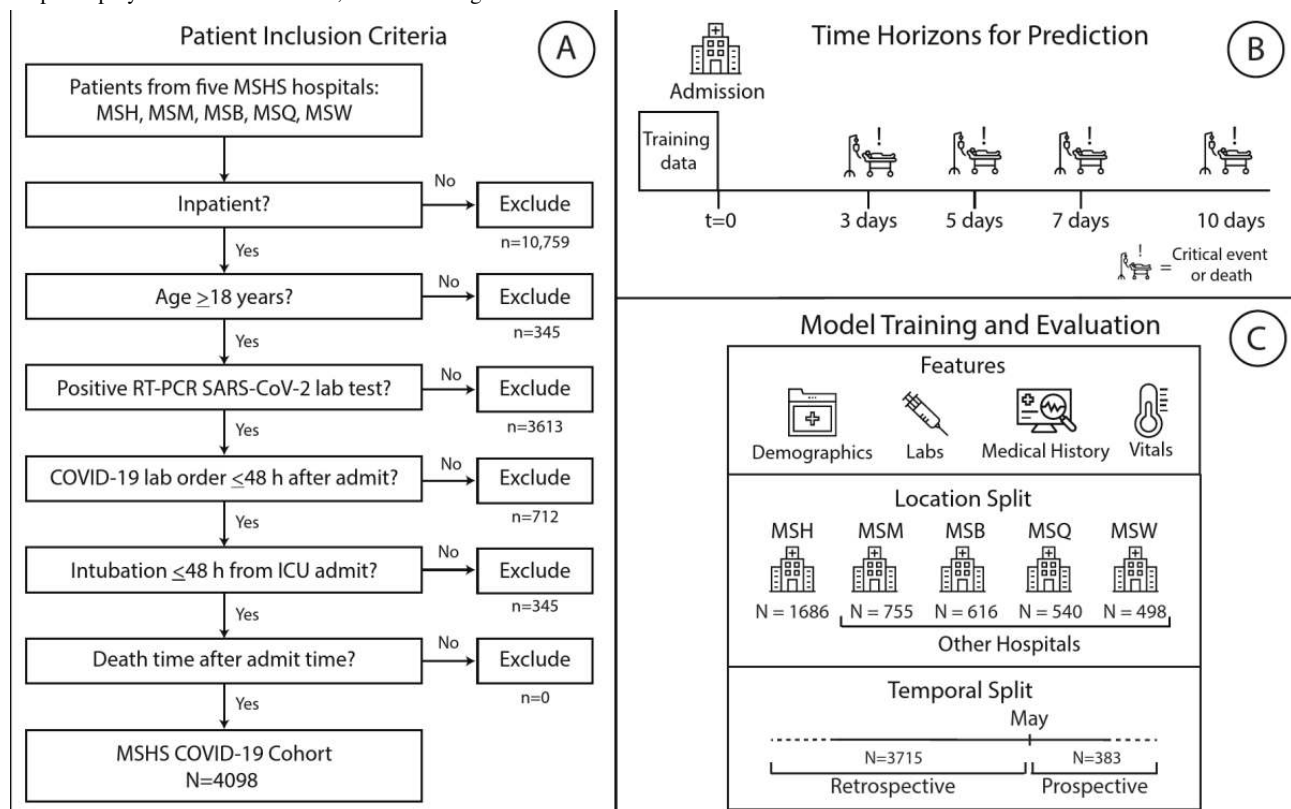 Patient Inclusion Criteria
A
Patients from five MSHS hospitals:
MSH, MSM, MSB, MSQ, MSW
Inpatient?
No
Exclude
n=10,759
Yes
Age ≥18 years?
No
Exclude
n=345
Yes
Positive RT-PCR SARS-CoV-2 lab test?
No
Exclude
n=3613
Yes
COVID-19 lab order ≤48 h after admit?
No
Exclude
n=712
Yes
Intubation ≤48 h from ICU admit?
No
Exclude
n=345
Yes
Death time after admit time?
No
Exclude
n=0
Yes
MSHS COVID-19 Cohort
N=4098
Time Horizons for Prediction
B
Admission
Training
data
! ! ! !
t=0 3 days 5 days 7 days 10 days
! = Critical event
or death
Model Training and Evaluation
C
Features
Demographics Labs Medical History Vitals
Location Split
MSH MSM MSB MSQ MSW
N = 1686 N = 755 N = 616 N = 540 N = 498
Other Hospitals
Temporal Split
May
N=3715 N=383
Retrospective Prospective